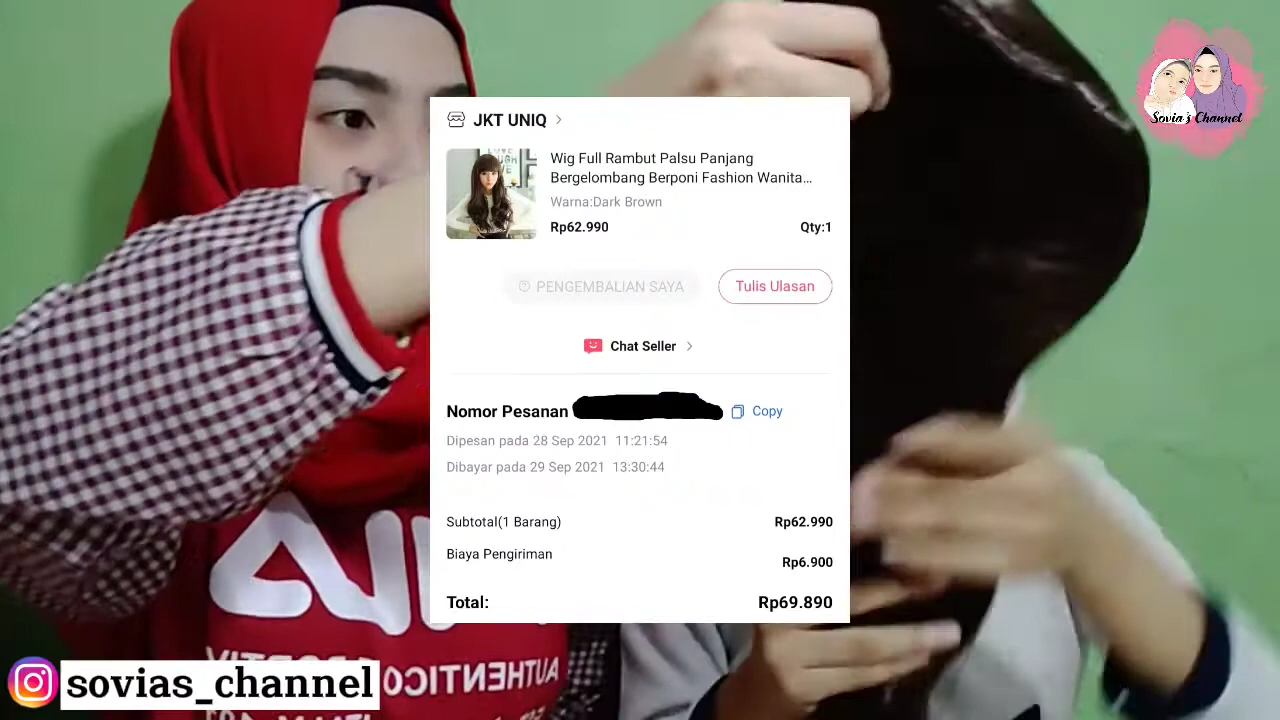 Sovia's Channel
JKT UNIQ
Wig Full Rambut Palsu Panjang
Bergelombang Berponi Fashion Wanita...
Warna:Dark Brown
Rp62.990 Qty:1
PENGEMBALIAN SAYA Tulis Ulasan
Chat Seller
Nomor Pesanan Copy
Dipesan pada 28 Sep 2021 11:21:54
Dibayar pada 29 Sep 2021 13:30:44
Subtotal(1 Barang) Rp62.990
Biaya Pengiriman Rp6.900
Total: Rp69.890
AUTHENTIC
sovias_channel